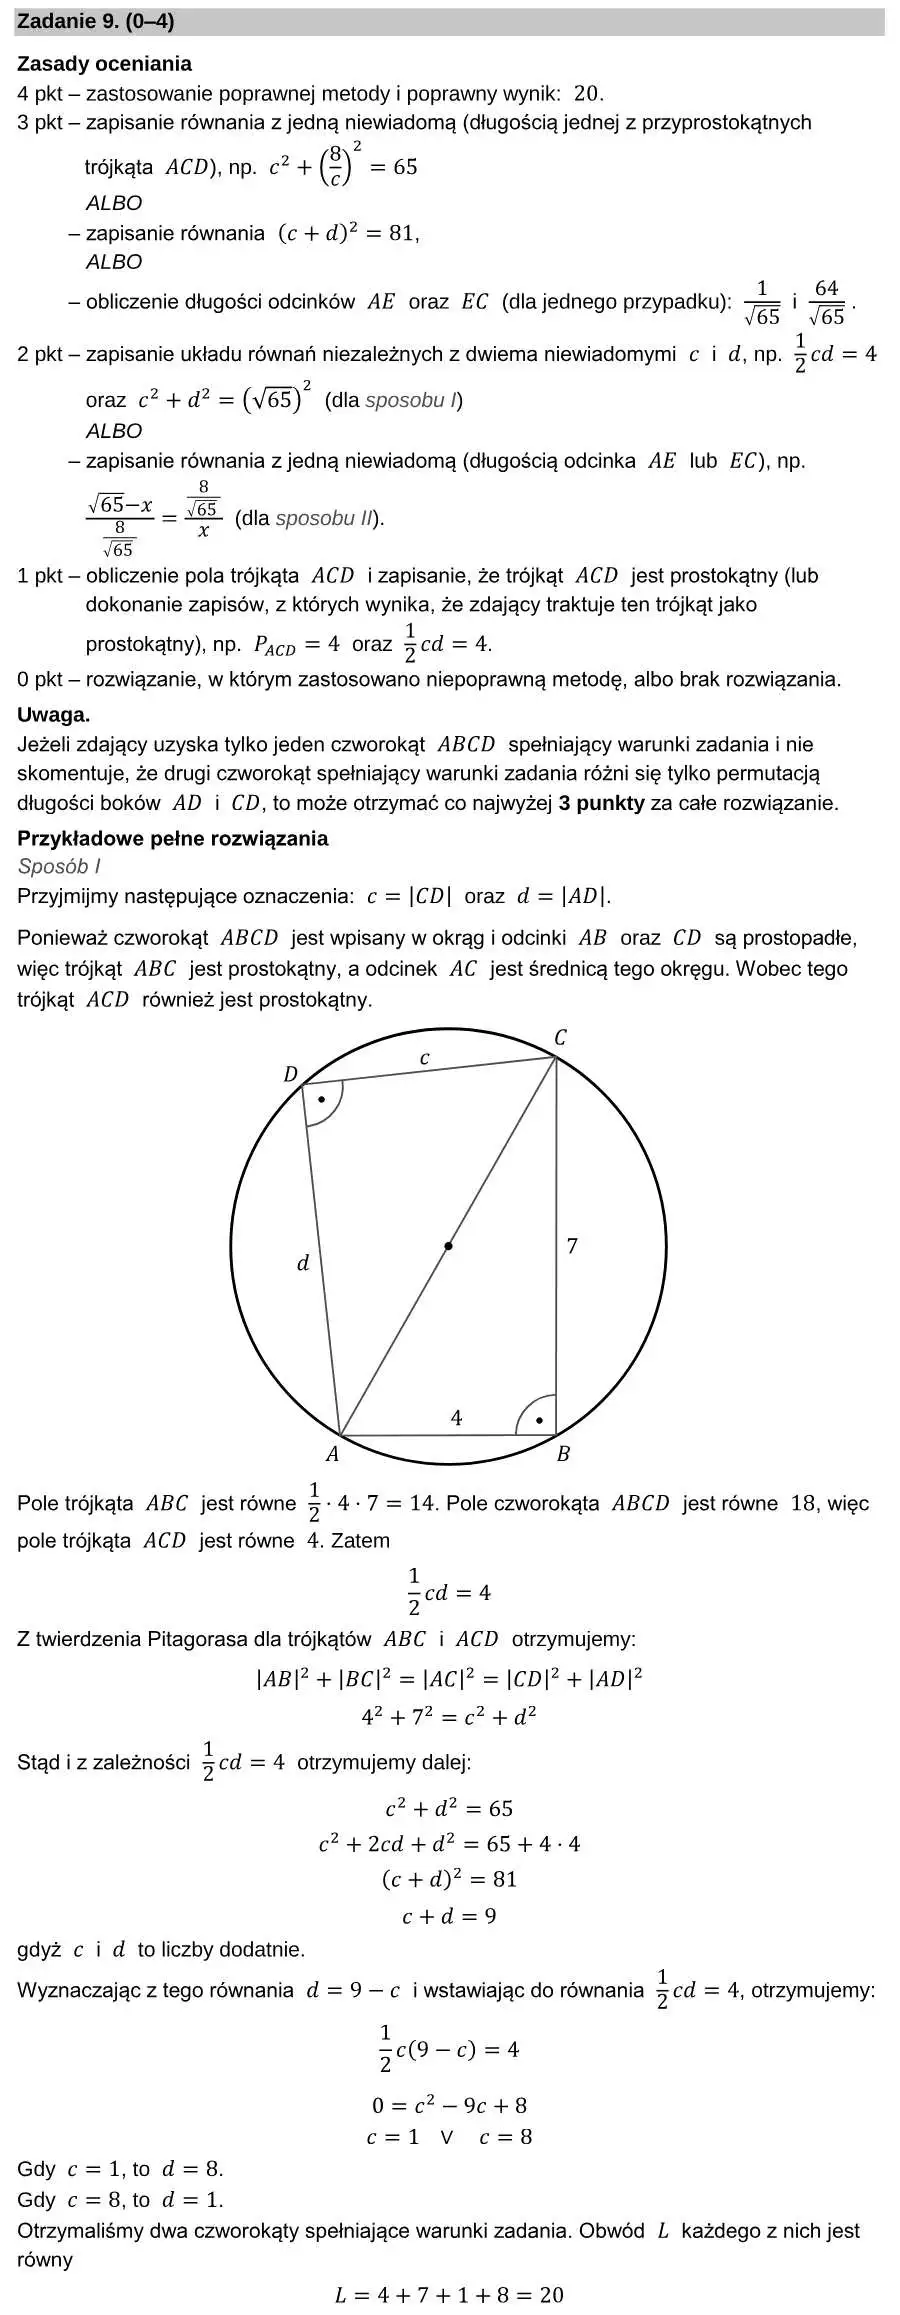 Zadanie 9. (0–4)
Zasady oceniania
4 pkt – zastosowanie poprawnej metody i poprawny wynik: 20.
3 pkt – zapisanie równania z jedną niewiadomą (długością jednej z przyprostokątnych
trójkąta ACD), np. c² + (8/c)² = 65
ALBO
– zapisanie równania (c + d)² = 81,
ALBO
– obliczenie długości odcinków AE oraz EC (dla jednego przypadku): 1/√65 i 64/√65.
2 pkt – zapisanie układu równań niezależnych z dwiema niewiadomymi c i d, np. 1/2 cd = 4
oraz c² + d² = (√65)² (dla sposobu I)
ALBO
– zapisanie równania z jedną niewiadomą (długością odcinka AE lub EC), np.
(√65−x)/(8/√65) = (8/√65)/x (dla sposobu II).
1 pkt – obliczenie pola trójkąta ACD i zapisanie, że trójkąt ACD jest prostokątny (lub
dokonanie zapisów, z których wynika, że zdający traktuje ten trójkąt jako
prostokątny), np. P_ACD = 4 oraz 1/2 cd = 4.
0 pkt – rozwiązanie, w którym zastosowano niepoprawną metodę, albo brak rozwiązania.
Uwaga.
Jeżeli zdający uzyska tylko jeden czworokąt ABCD spełniający warunki zadania i nie
skomentuje, że drugi czworokąt spełniający warunki zadania różni się tylko permutacją
długości boków AD i CD, to może otrzymać co najwyżej 3 punkty za całe rozwiązanie.
Przykładowe pełne rozwiązania
Sposób I
Przyjmijmy następujące oznaczenia: c = |CD| oraz d = |AD|.
Ponieważ czworokąt ABCD jest wpisany w okrąg i odcinki AB oraz CD są prostopadłe,
więc trójkąt ABC jest prostokątny, a odcinek AC jest średnicą tego okręgu. Wobec tego
trójkąt ACD również jest prostokątny.
C
c
D
7
d
4
A
B
Pole trójkąta ABC jest równe 1/2 · 4 · 7 = 14. Pole czworokąta ABCD jest równe 18, więc
pole trójkąta ACD jest równe 4. Zatem
1/2 cd = 4
Z twierdzenia Pitagorasa dla trójkątów ABC i ACD otrzymujemy:
|AB|² + |BC|² = |AC|² = |CD|² + |AD|²
4² + 7² = c² + d²
Stąd i z zależności 1/2 cd = 4 otrzymujemy dalej:
c² + d² = 65
c² + 2cd + d² = 65 + 4 · 4
(c + d)² = 81
c + d = 9
gdyż c i d to liczby dodatnie.
Wyznaczając z tego równania d = 9 − c i wstawiając do równania 1/2 cd = 4, otrzymujemy:
1/2 c(9 − c) = 4
0 = c² − 9c + 8
c = 1 ∨ c = 8
Gdy c = 1, to d = 8.
Gdy c = 8, to d = 1.
Otrzymaliśmy dwa czworokąty spełniające warunki zadania. Obwód L każdego z nich jest
równy
L = 4 + 7 + 1 + 8 = 20